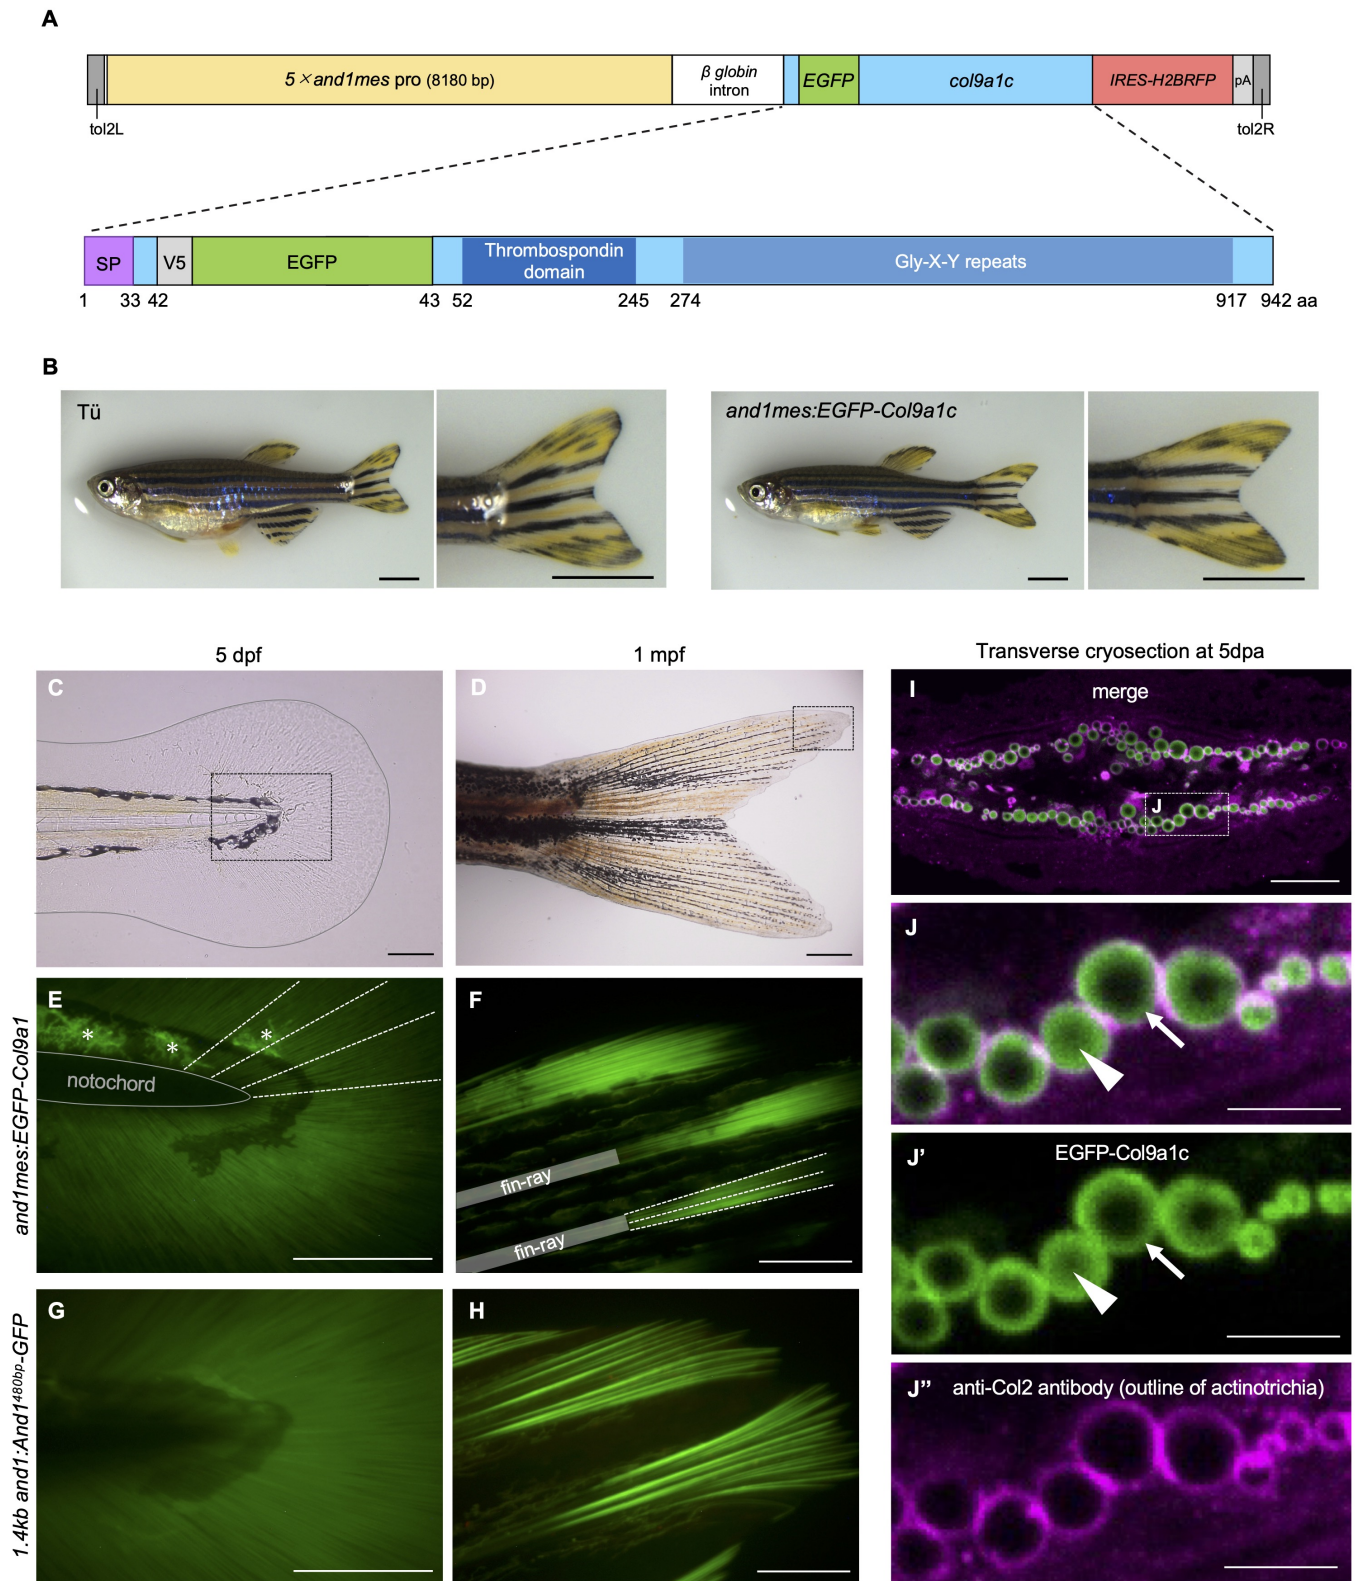 A
5×and1mes pro (8180 bp)
β globin
intron
EGFP
col9a1c
IRES-H2BRFP
pA
tol2L
tol2R
SP
V5
EGFP
Thrombospondin
domain
Gly-X-Y repeats
1 33 42 43 52 245 274 917 942 aa
B
Tü
and1mes:EGFP-Col9a1c
5 dpf
1 mpf
Transverse cryosection at 5dpa
C
D
I
merge
J
and1mes:EGFP-Col9a1
E
*
*
*
notochord
F
fin-ray
fin-ray
J
J’
EGFP-Col9a1c
1.4kb and1:And1480bp-GFP
G
H
J”
anti-Col2 antibody (outline of actinotrichia)